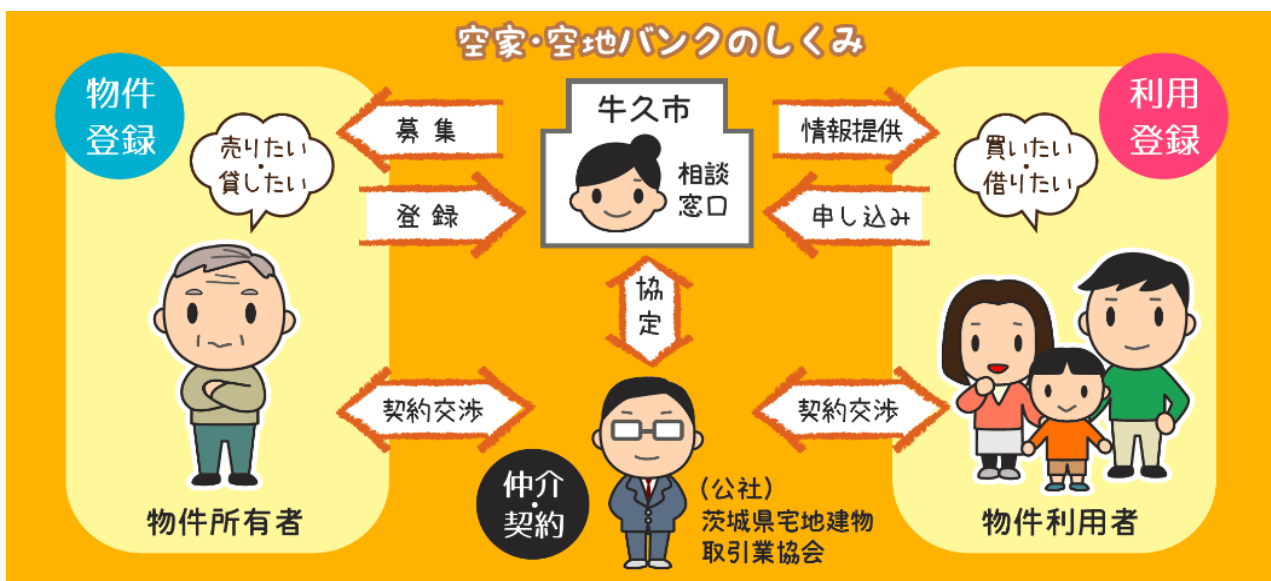 空家・空地バンクのしくみ
物件
登録
売りたい
・
貸したい
物件所有者
募集
登録
牛久市
相談
窓口
情報提供
申し込み
利用
登録
買いたい
・
借りたい
物件利用者
協
定
契約交渉
契約交渉
仲介
・
契約
(公社)
茨城県宅地建物
取引業協会